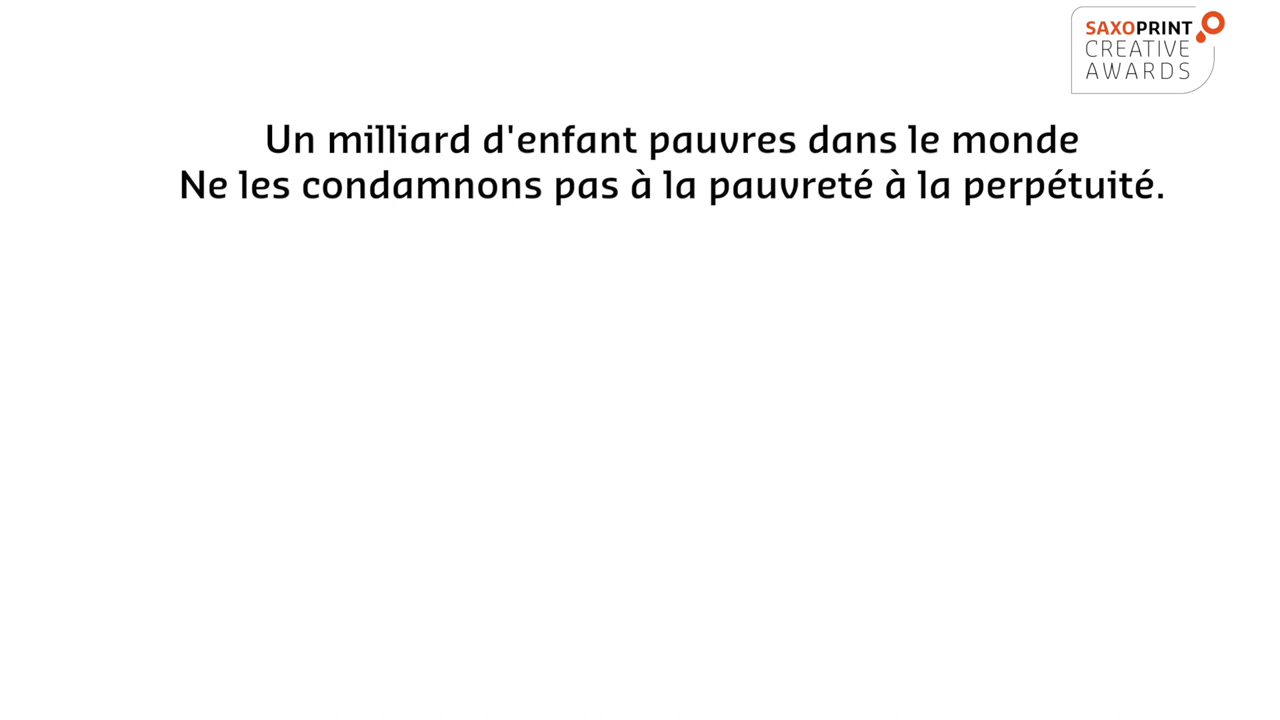 SAXOPRINT
CREATIVE
AWARDS
Un milliard d'enfant pauvres dans le monde
Ne les condamnons pas à la pauvreté à la perpétuité.